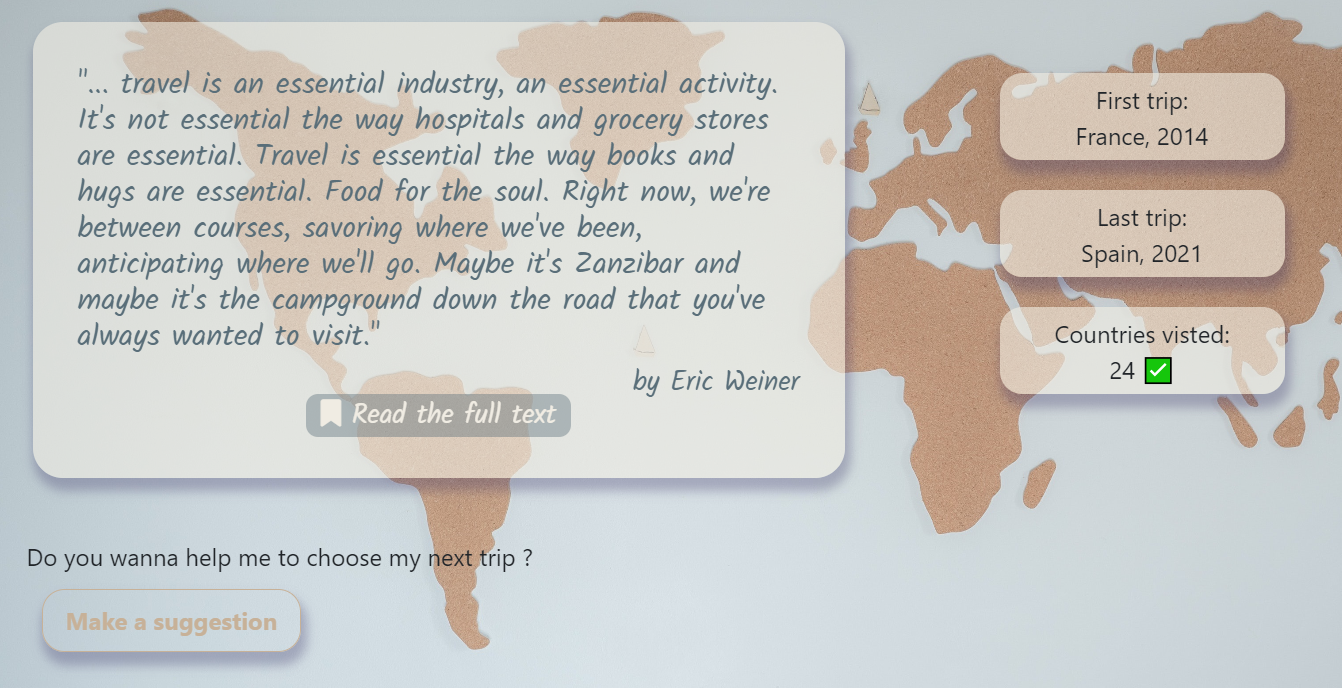 "... travel is an essential industry, an essential activity.
It's not essential the way hospitals and grocery stores
are essential. Travel is essential the way books and
hugs are essential. Food for the soul. Right now, we're
between courses, savoring where we've been,
anticipating where we'll go. Maybe it's Zanzibar and
maybe it's the campground down the road that you've
always wanted to visit."
by Eric Weiner
Read the full text
First trip:
France, 2014
Last trip:
Spain, 2021
Countries visted:
24 ✅
Do you wanna help me to choose my next trip ?
Make a suggestion